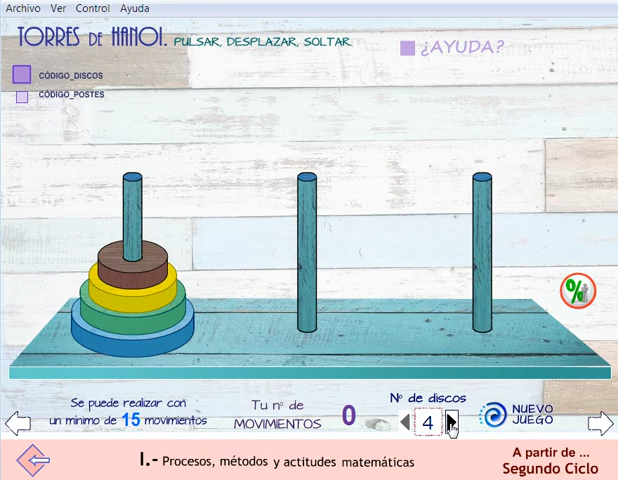 Archivo Ver Control Ayuda
TORRES DE HANOI. PULSAR, DESPLAZAR, SOLTAR.
¿AYUDA?
CÓDIGO_DISCOS
CÓDIGO_POSTES
%
Se puede realizar con
un mínimo de 15 movimientos
Tu nº de
MOVIMIENTOS
0
Nº de discos
4
NUEVO
JUEGO
I.- Procesos, métodos y actitudes matemáticas
A partir de ...
Segundo Ciclo